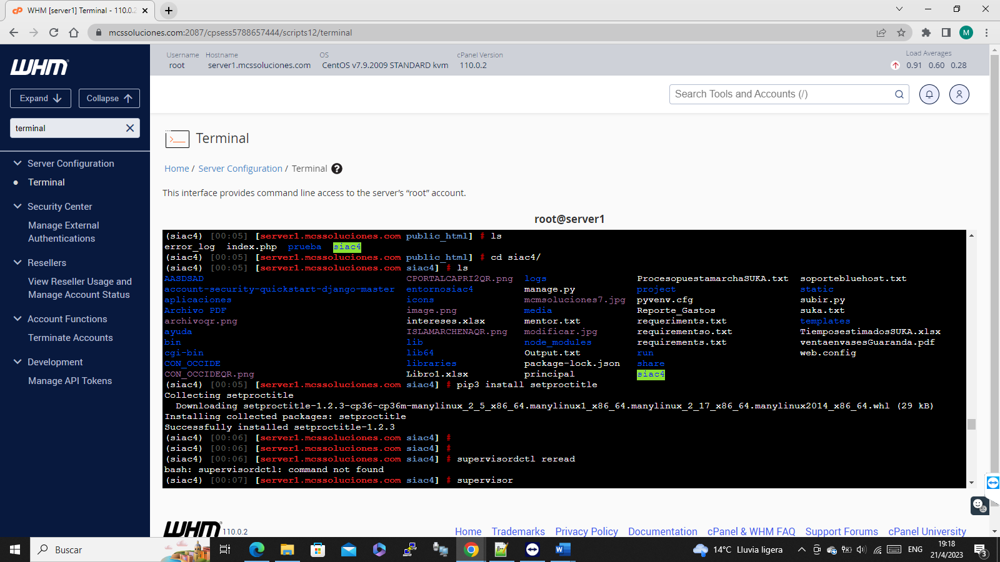 WHM [server1] Terminal - 110.0.2
mcssoluciones.com:2087/cpsess5788657444/scripts12/terminal
M
WHM
Expand
Collapse
terminal
Server Configuration
Terminal
Security Center
Manage External
Authentications
Resellers
View Reseller Usage and
Manage Account Status
Account Functions
Terminate Accounts
Development
Manage API Tokens
Username Hostname OS cPanel Version
root server1.mcssoluciones.com CentOS v7.9.2009 STANDARD kvm 110.0.2
Load Averages
0.91 0.60 0.28
Search Tools and Accounts (/)
Terminal
Home / Server Configuration / Terminal ?
This interface provides command line access to the server’s “root” account.
root@server1
(siac4) [00:05] [server1.mcssoluciones.com public_html] # ls
error_log index.php prueba siac4
(siac4) [00:05] [server1.mcssoluciones.com public_html] # cd siac4/
(siac4) [00:05] [server1.mcssoluciones.com siac4] # ls
AASDSAD CPORTALCAPRI2QR.png logs ProcesopuestamarchaSUKA.txt soportebluehost.txt
account-security-quickstart-django-master entornosiac4 manage.py project static
aplicaciones icons mcmsoluciones7.jpg pyvenv.cfg subir.py
Archivo PDF image.png media Reporte_Gastos suka.txt
archivoqr.png intereses.xlsx mentor.txt requeriments.txt templates
ayuda ISLAMARCHENAQR.png modificar.jpg requirementso.txt TiemposestimadosSUKA.xlsx
bin lib node_modules requirements.txt ventaenvasesGuaranda.pdf
cgi-bin lib64 Output.txt run web.config
CON_OCCIDE libraries package-lock.json share
CON_OCCIDEQR.png Libro1.xlsx principal siac4
(siac4) [00:05] [server1.mcssoluciones.com siac4] # pip3 install setproctitle
Collecting setproctitle
Downloading setproctitle-1.2.3-cp36-cp36m-manylinux_2_5_x86_64.manylinux1_x86_64.manylinux_2_17_x86_64.manylinux2014_x86_64.whl (29 kB)
Installing collected packages: setproctitle
Successfully installed setproctitle-1.2.3
(siac4) [00:06] [server1.mcssoluciones.com siac4] #
(siac4) [00:06] [server1.mcssoluciones.com siac4] #
(siac4) [00:06] [server1.mcssoluciones.com siac4] # supervisordctl reread
bash: supervisordctl: command not found
(siac4) [00:07] [server1.mcssoluciones.com siac4] # supervisor
WHM 110.0.2
Home Trademarks Privacy Policy Documentation cPanel & WHM FAQ Support Forums cPanel University
Buscar
14°C Lluvia ligera
ENG
19:18
21/4/2023
3